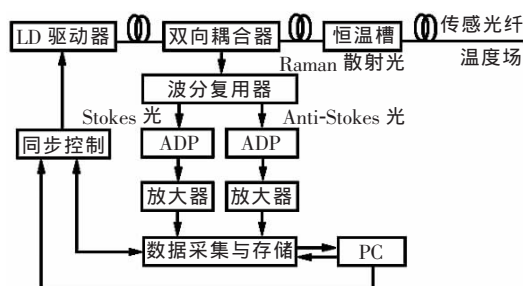 LD 驱动器
双向耦合器
恒温槽
传感光纤
温度场
Raman 散射光
波分复用器
Stokes 光
Anti-Stokes 光
同步控制
ADP
ADP
放大器
放大器
数据采集与存储
PC